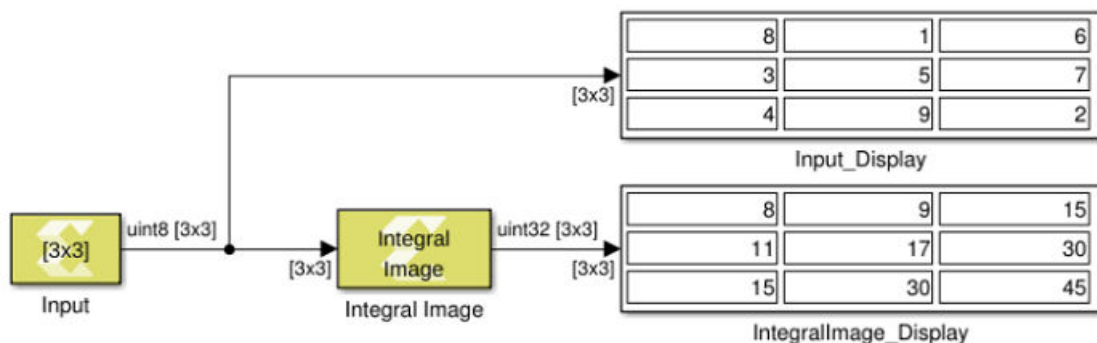 8 1 6
3 5 7
4 9 2
[3x3]
Input_Display
uint8 [3x3]
[3x3]
Input
[3x3]
Integral
Image
Integral Image
uint32 [3x3]
[3x3]
8 9 15
11 17 30
15 30 45
IntegralImage_Display